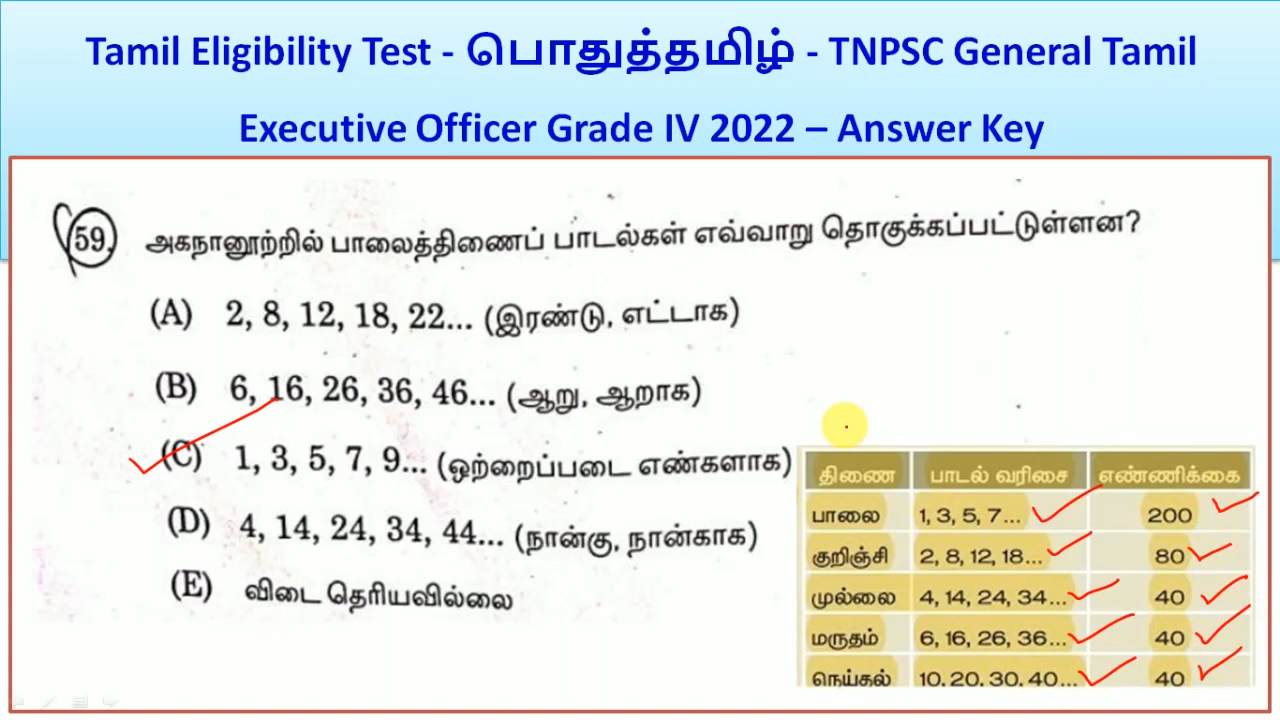 Tamil Eligibility Test - பொதுத்தமிழ் - TNPSC General Tamil
Executive Officer Grade IV 2022 – Answer Key
59. அகநானூற்றில் பாலைத்திணைப் பாடல்கள் எவ்வாறு தொகுக்கப்பட்டுள்ளன?
(A) 2, 8, 12, 18, 22... (இரண்டு, எட்டாக)
(B) 6, 16, 26, 36, 46... (ஆறு, ஆறாக)
(C) 1, 3, 5, 7, 9... (ஒற்றைப்படை எண்களாக)
(D) 4, 14, 24, 34, 44... (நான்கு, நான்காக)
(E) விடை தெரியவில்லை
திணை பாடல் வரிசை எண்ணிக்கை
பாலை 1, 3, 5, 7... 200
குறிஞ்சி 2, 8, 12, 18... 80
முல்லை 4, 14, 24, 34... 40
மருதம் 6, 16, 26, 36... 40
நெய்தல் 10, 20, 30, 40... 40